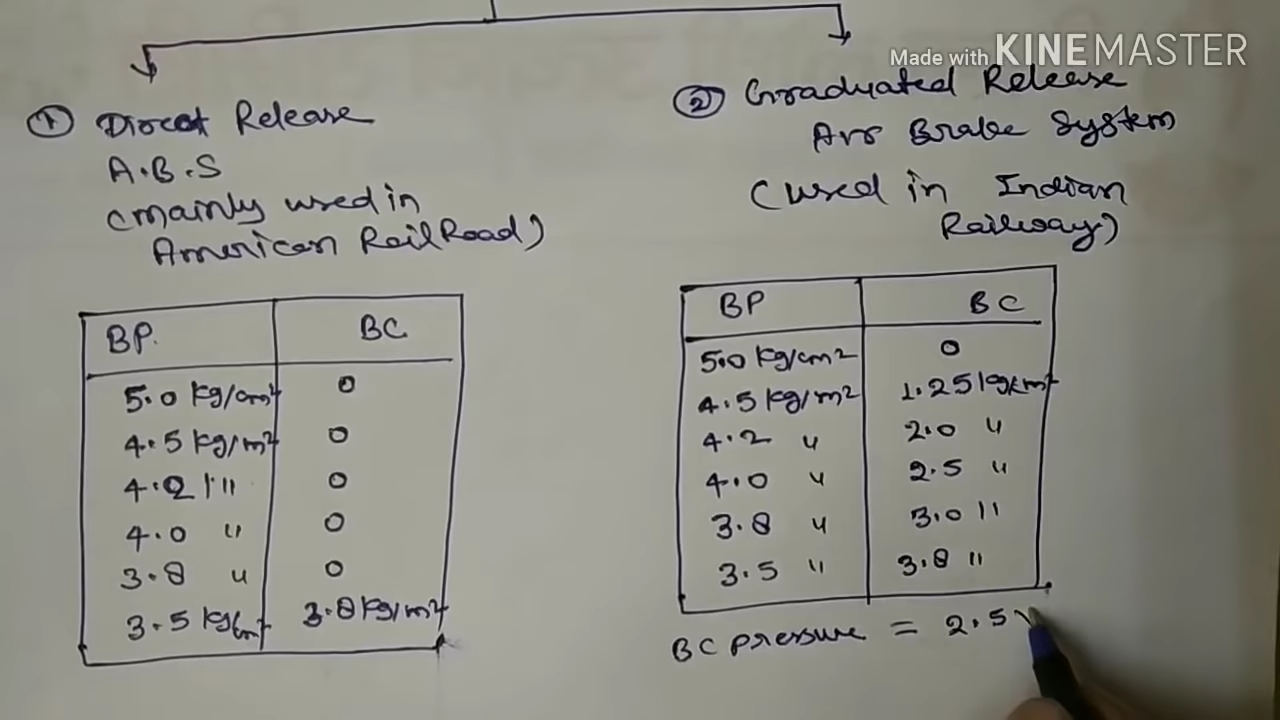 Made with KINEMASTER
① Direct Release
A.B.S
(mainly used in
American RailRoad)
② Graduated Release
Air Brake System
(used in Indian
Railway)
BP. BC
5.0 kg/cm² 0
4.5 kg/m² 0
4.2 " 0
4.0 " 0
3.8 " 0
3.5 kg/m² 3.8 kg/m²
BP BC
5.0 kg/cm² 0
4.5 kg/m² 1.25 kg/cm²
4.2 " 2.0 "
4.0 " 2.5 "
3.8 " 3.0 "
3.5 " 3.8 "
BC pressure = 2.5